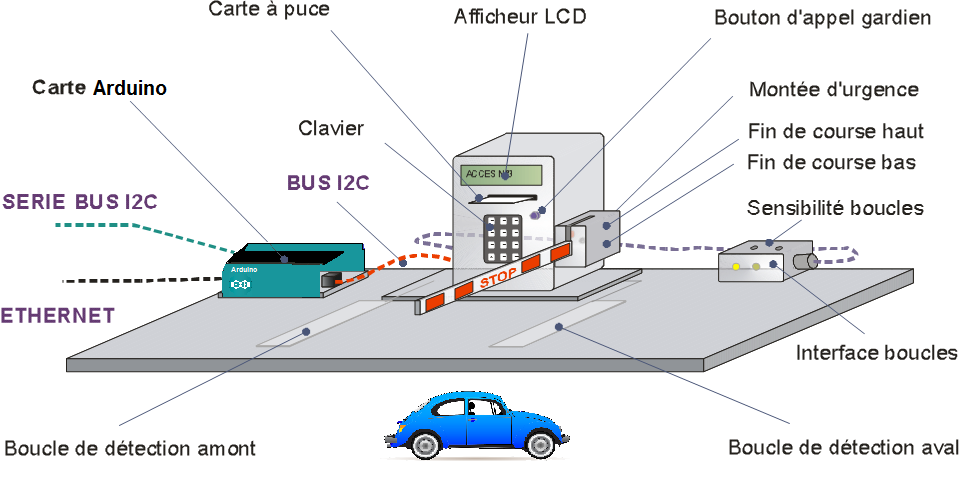 Carte à puce
Afficheur LCD
Bouton d'appel gardien
Carte Arduino
Montée d'urgence
Clavier
Fin de course haut
Fin de course bas
BUS I2C
SERIE BUS I2C
Sensibilité boucles
STOP
Arduino
ETHERNET
Interface boucles
Boucle de détection amont
Boucle de détection aval